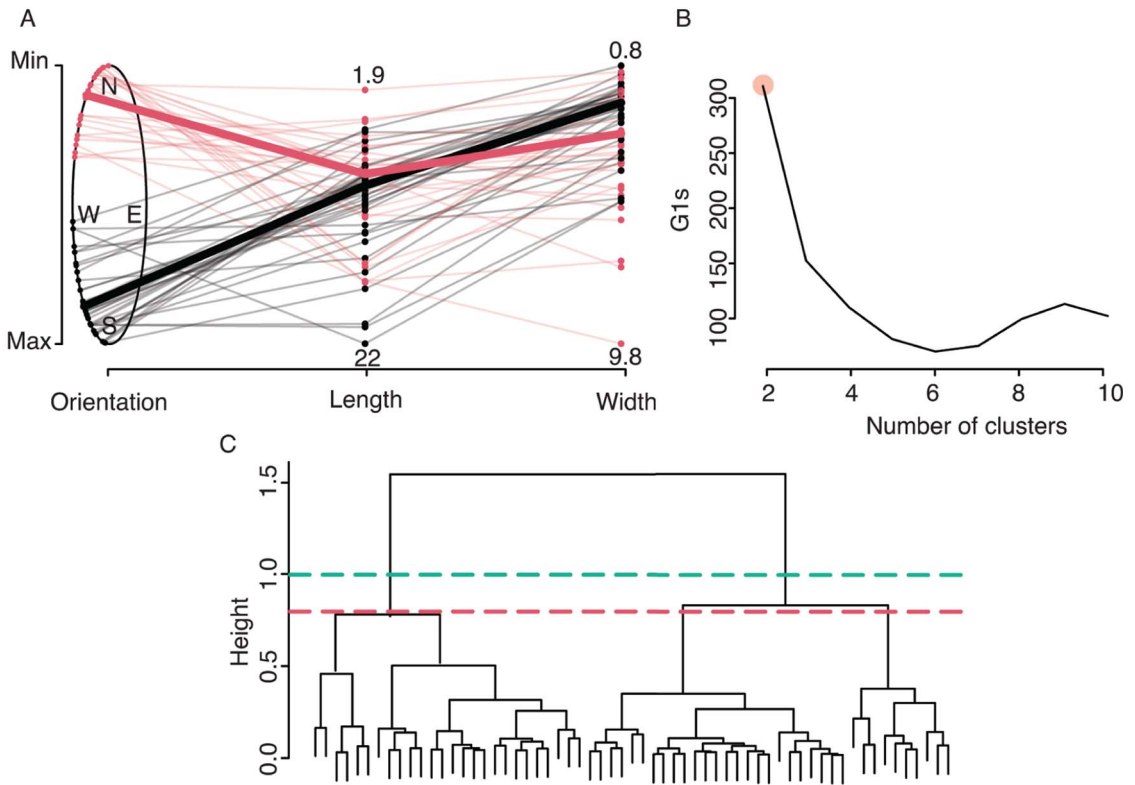 A
Min
Max
N
W
E
S
1.9
22
0.8
9.8
Orientation
Length
Width
B
G1s
300
250
200
150
100
2 4 6 8 10
Number of clusters
C
Height
1.5
1.0
0.5
0.0